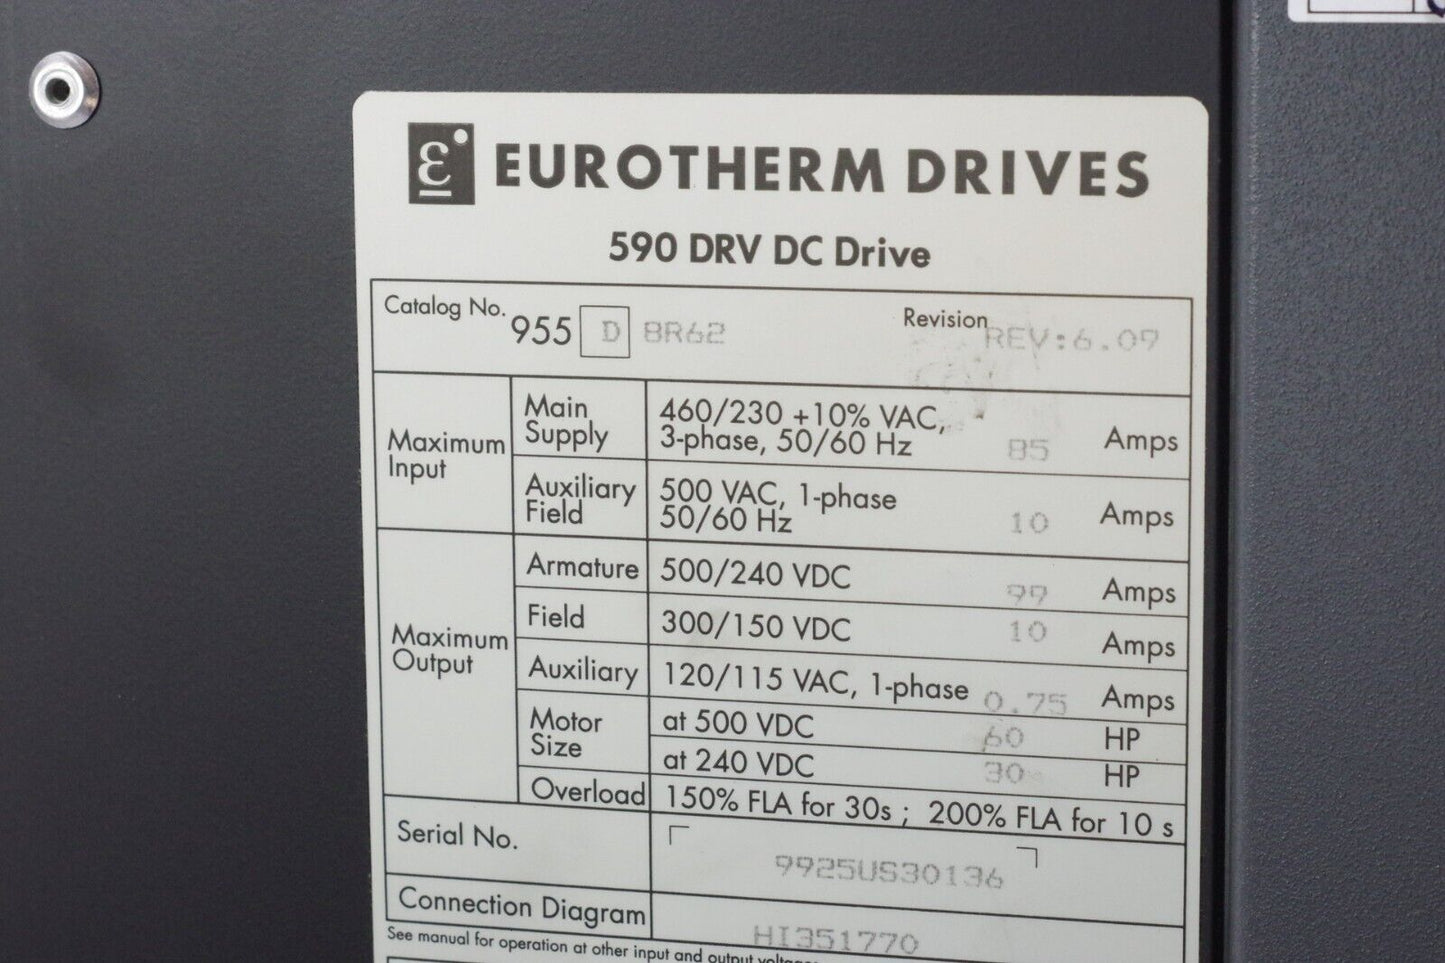 ε EUROTHERM DRIVES
590 DRV DC Drive
Catalog No. 955 D 8R62 Revision REV:6.09
Maximum Input
Main Supply 460/230 +10% VAC, 3-phase, 50/60 Hz 85 Amps
Auxiliary Field 500 VAC, 1-phase 50/60 Hz 10 Amps
Maximum Output
Armature 500/240 VDC 99 Amps
Field 300/150 VDC 10 Amps
Auxiliary 120/115 VAC, 1-phase 0.75 Amps
Motor Size at 500 VDC 60 HP
at 240 VDC 30 HP
Overload 150% FLA for 30s ; 200% FLA for 10 s
Serial No. 9925US30136
Connection Diagram HI351770
See manual for operation at other input and output